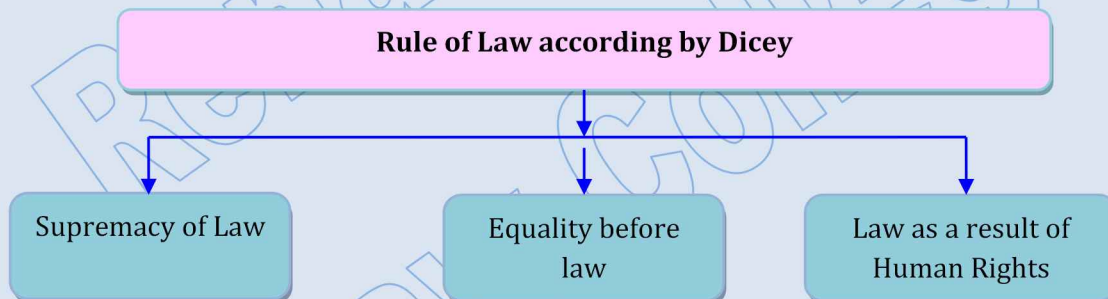 Rule of Law according by Dicey
Supremacy of Law
Equality before
law
Law as a result of
Human Rights